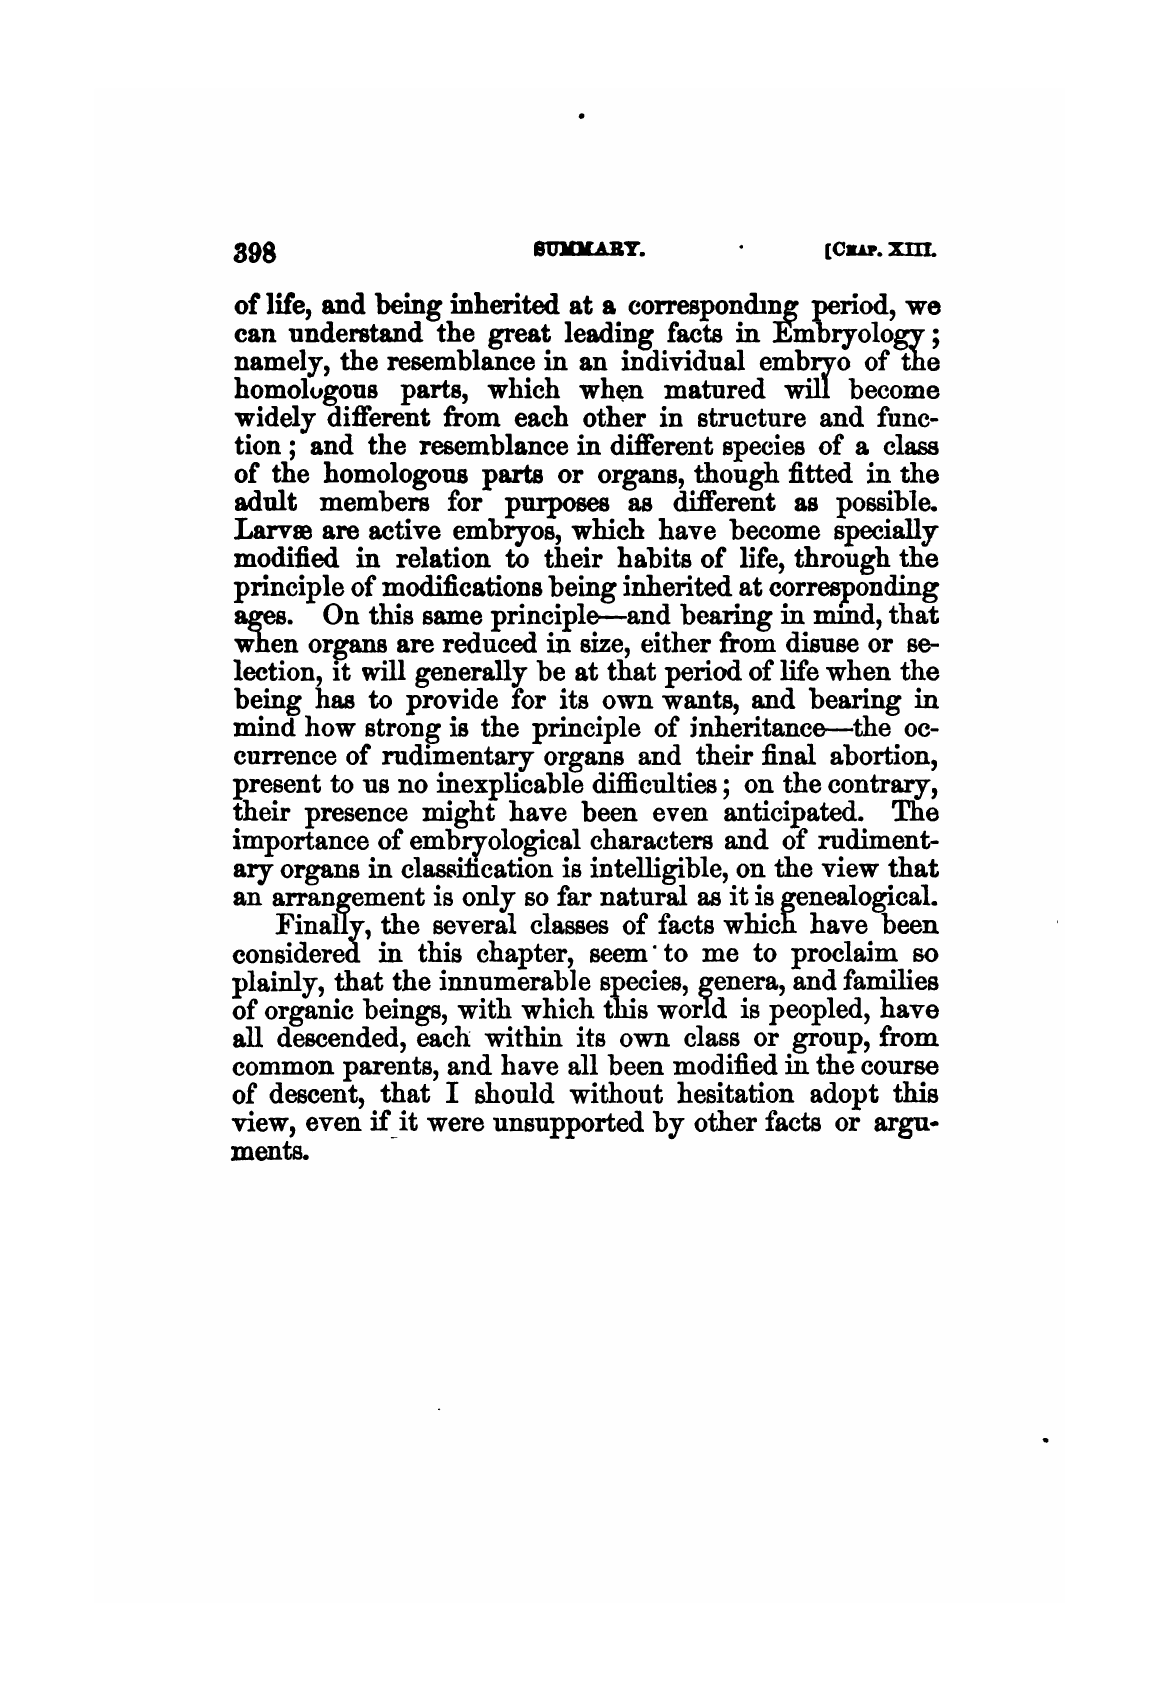 398 SUMMARY. [CHAP. XIII.
of life, and being inherited at a corresponding period, we
can understand the great leading facts in Embryology;
namely, the resemblance in an individual embryo of the
homologous parts, which when matured will become
widely different from each other in structure and func-
tion; and the resemblance in different species of a class
of the homologous parts or organs, though fitted in the
adult members for purposes as different as possible.
Larvæ are active embryos, which have become specially
modified in relation to their habits of life, through the
principle of modifications being inherited at corresponding
ages. On this same principle—and bearing in mind, that
when organs are reduced in size, either from disuse or se-
lection, it will generally be at that period of life when the
being has to provide for its own wants, and bearing in
mind how strong is the principle of inheritance—the oc-
currence of rudimentary organs and their final abortion,
present to us no inexplicable difficulties; on the contrary,
their presence might have been even anticipated. The
importance of embryological characters and of rudiment-
ary organs in classification is intelligible, on the view that
an arrangement is only so far natural as it is genealogical.
Finally, the several classes of facts which have been
considered in this chapter, seem to me to proclaim so
plainly, that the innumerable species, genera, and families
of organic beings, with which this world is peopled, have
all descended, each within its own class or group, from
common parents, and have all been modified in the course
of descent, that I should without hesitation adopt this
view, even if it were unsupported by other facts or argu-
ments.